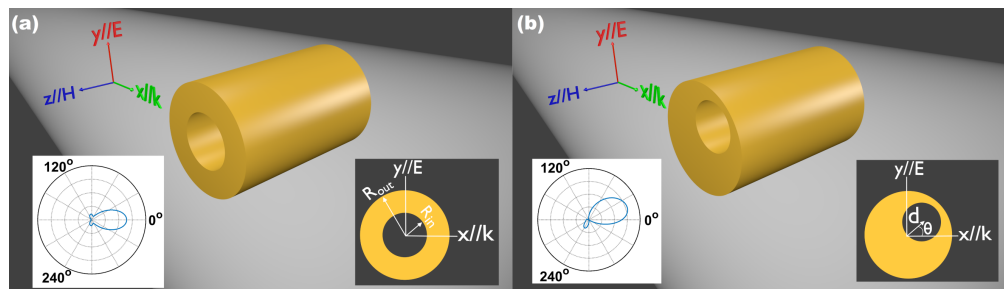 (a)
y//E
z//H
x//k
120°
0°
240°
y//E
R_out
R_in
x//k
(b)
y//E
z//H
x//k
120°
0°
240°
y//E
d
θ
x//k